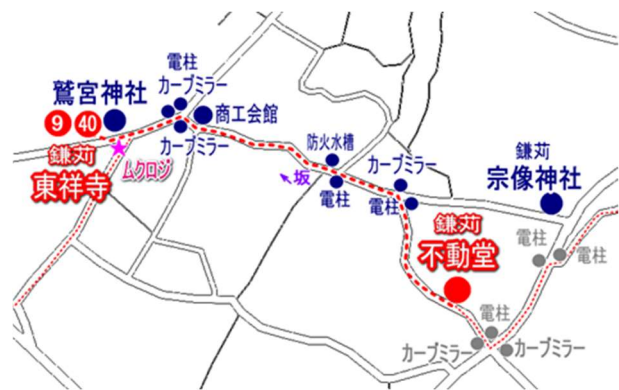 電柱
カーブミラー
鷲宮神社
商工会館
9 40
カーブミラー
鎌苅
東祥寺
ムクロジ
防火水槽
カーブミラー
鎌苅
宗像神社
坂
電柱
電柱
鎌苅
不動堂
電柱
電柱
電柱
カーブミラー
カーブミラー